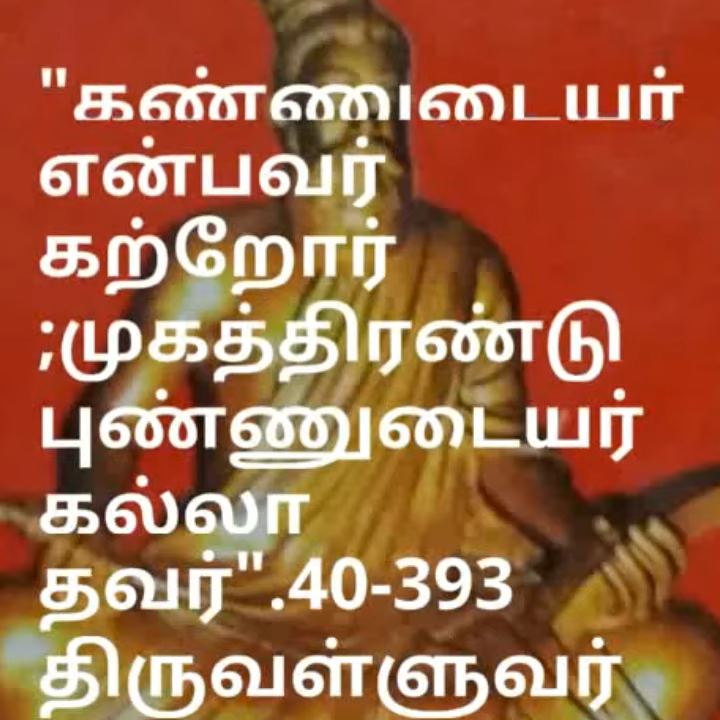 "கண்ணுடையர்
என்பவர்
கற்றோர்
;முகத்திரண்டு
புண்ணுடையர்
கல்லா
தவர்".40-393
திருவள்ளுவர்